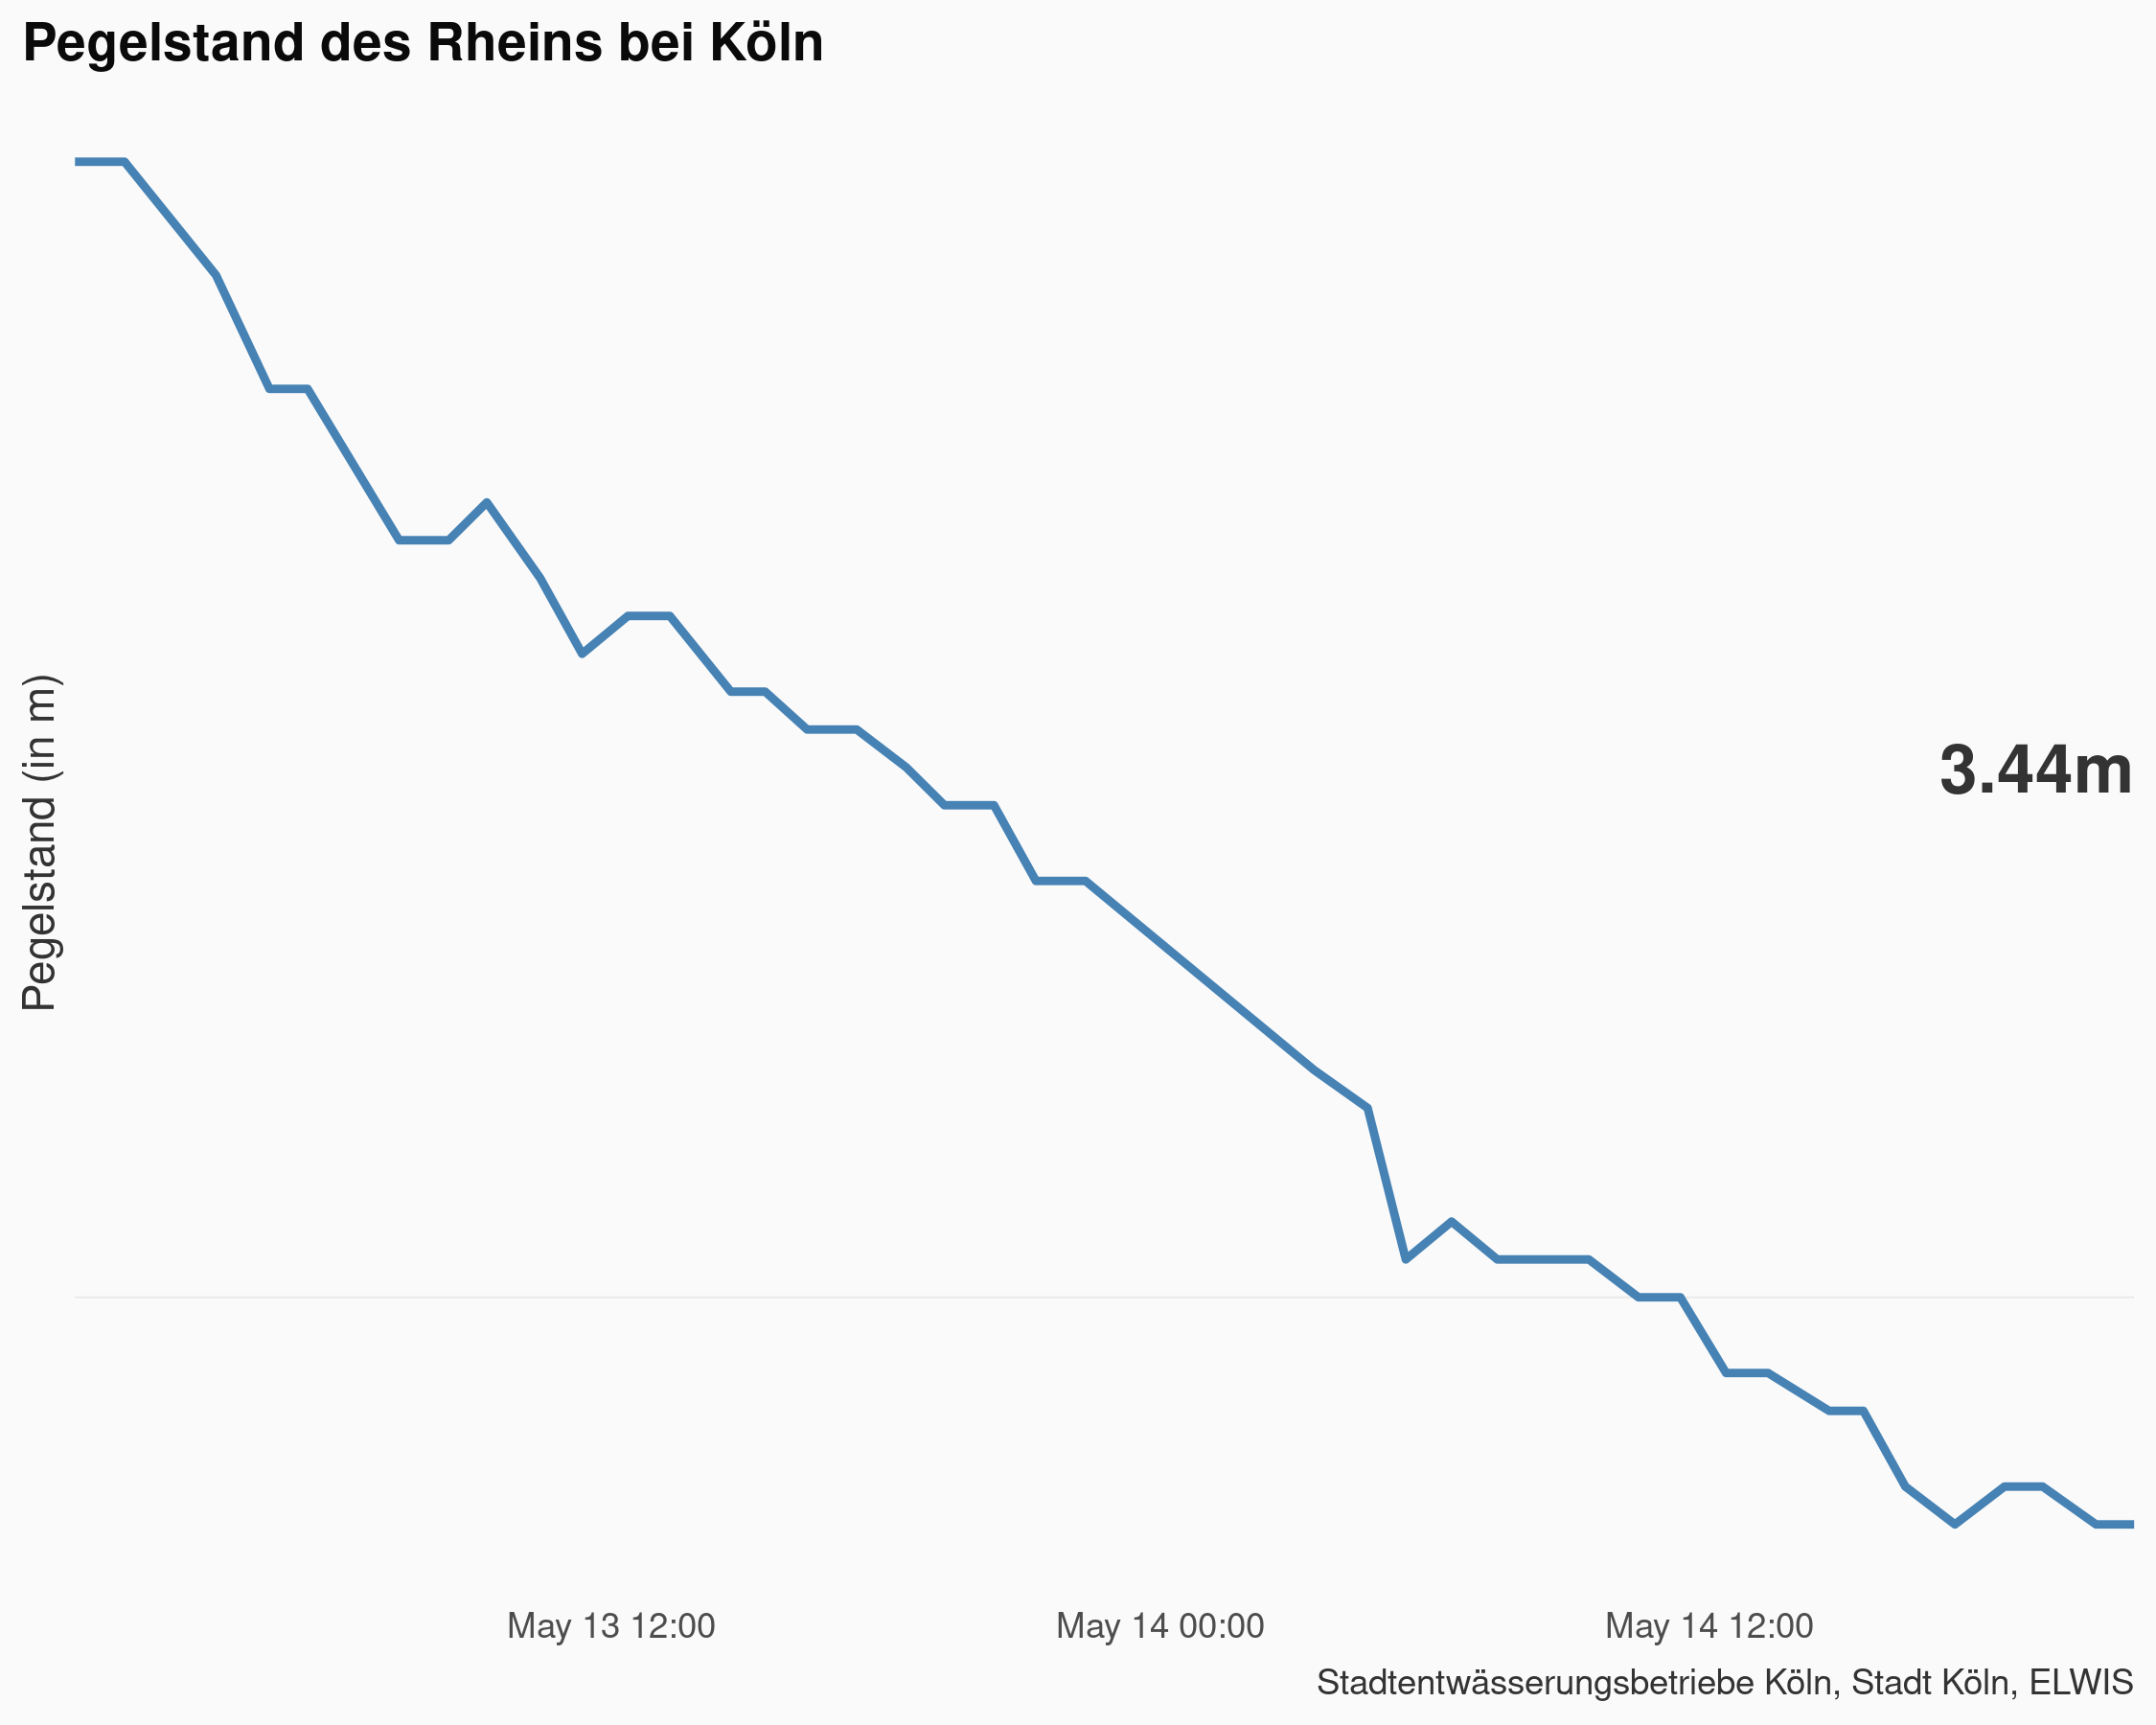 Pegelstand des Rheins bei Köln
Pegelstand (in m)
3.44m
May 13 12:00
May 14 00:00
May 14 12:00
Stadtentwässerungsbetriebe Köln, Stadt Köln, ELWIS